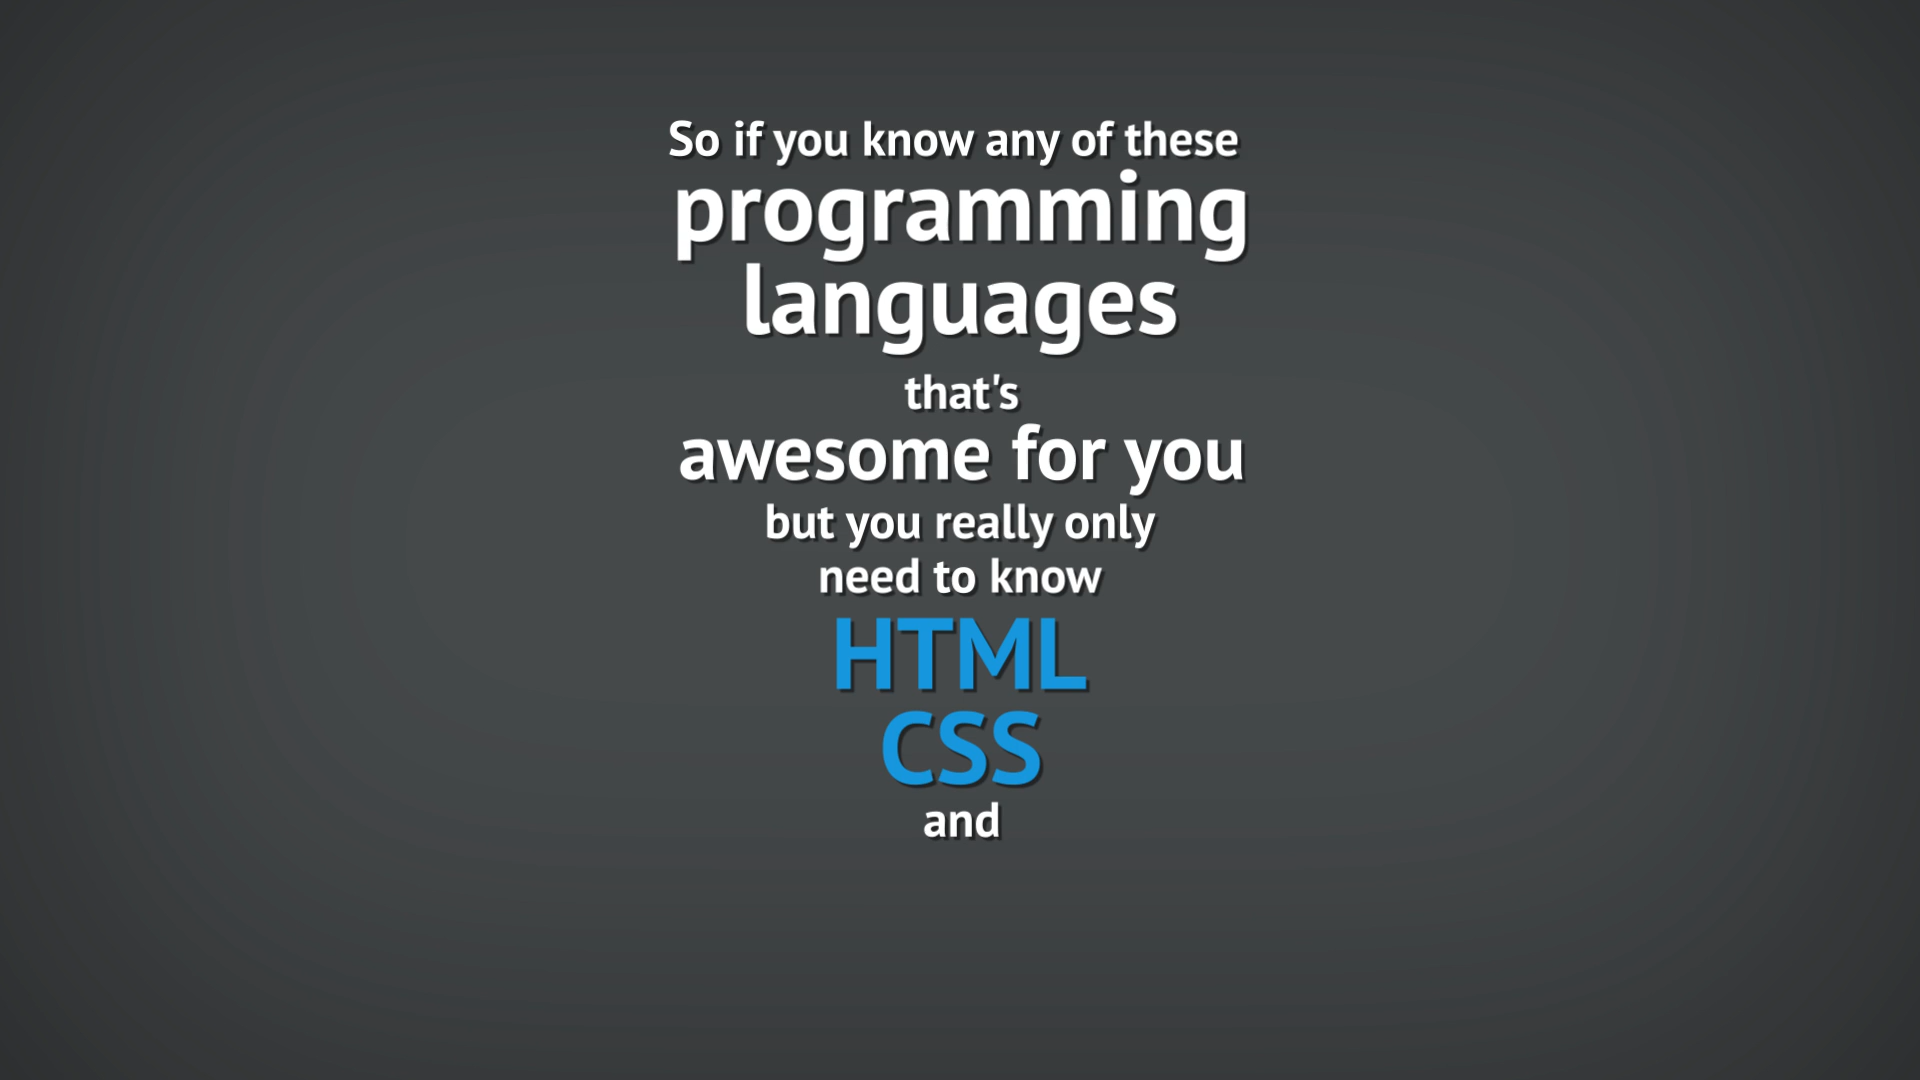 So if you know any of these
programming
languages
that's
awesome for you
but you really only
need to know
HTML
CSS
and